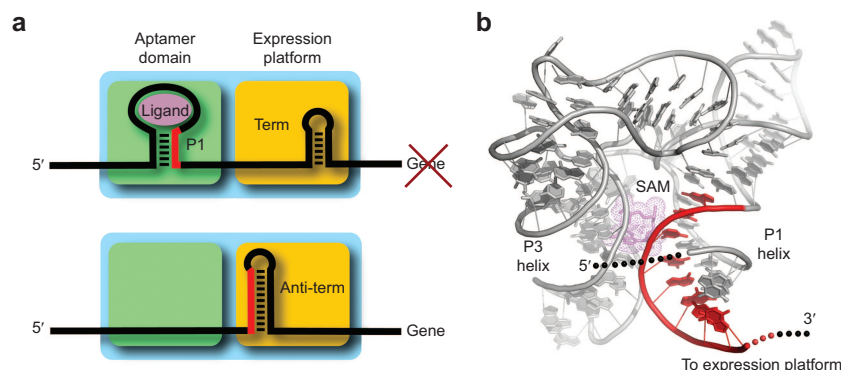 a
Aptamer
domain
Expression
platform
Ligand
P1
Term
5′
Gene
Anti-term
5′
Gene
b
SAM
P3
helix
P1
helix
5′
3′
To expression platform